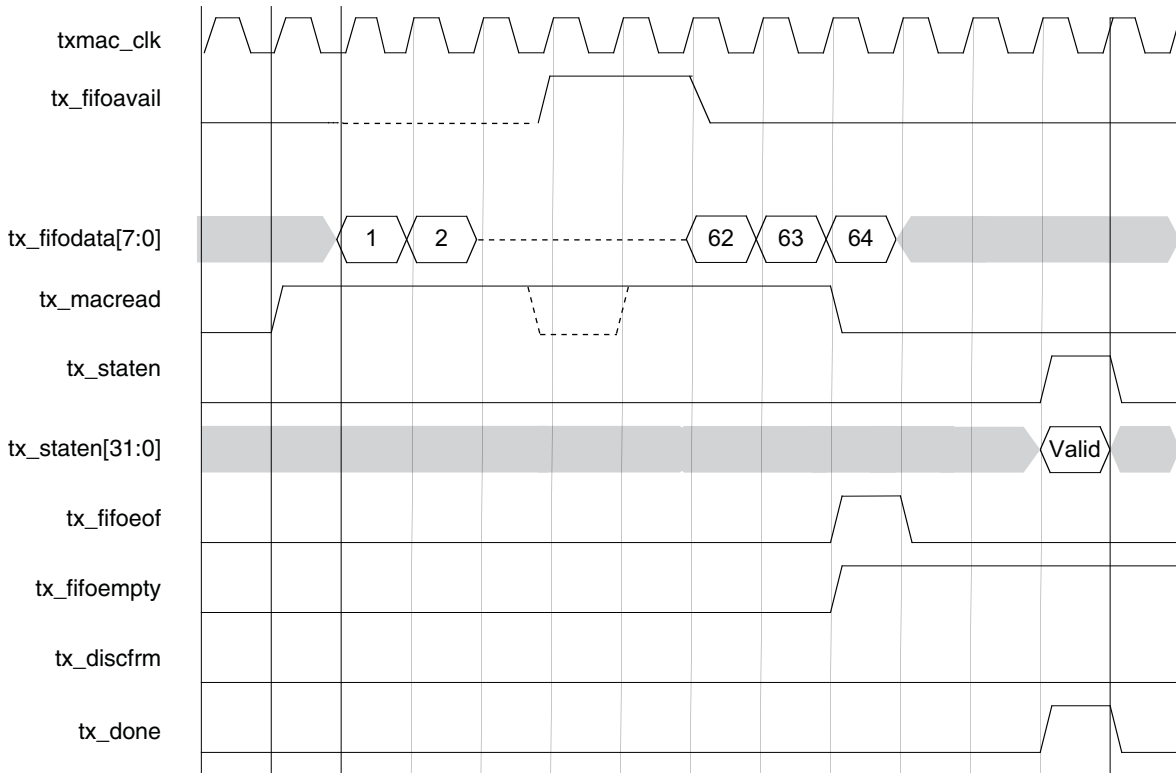 txmac_clk
tx_fifoavail
tx_fifodata[7:0] 1 2 62 63 64
tx_macread
tx_staten
tx_staten[31:0] Valid
tx_fifoeof
tx_fifoempty
tx_discfrm
tx_done